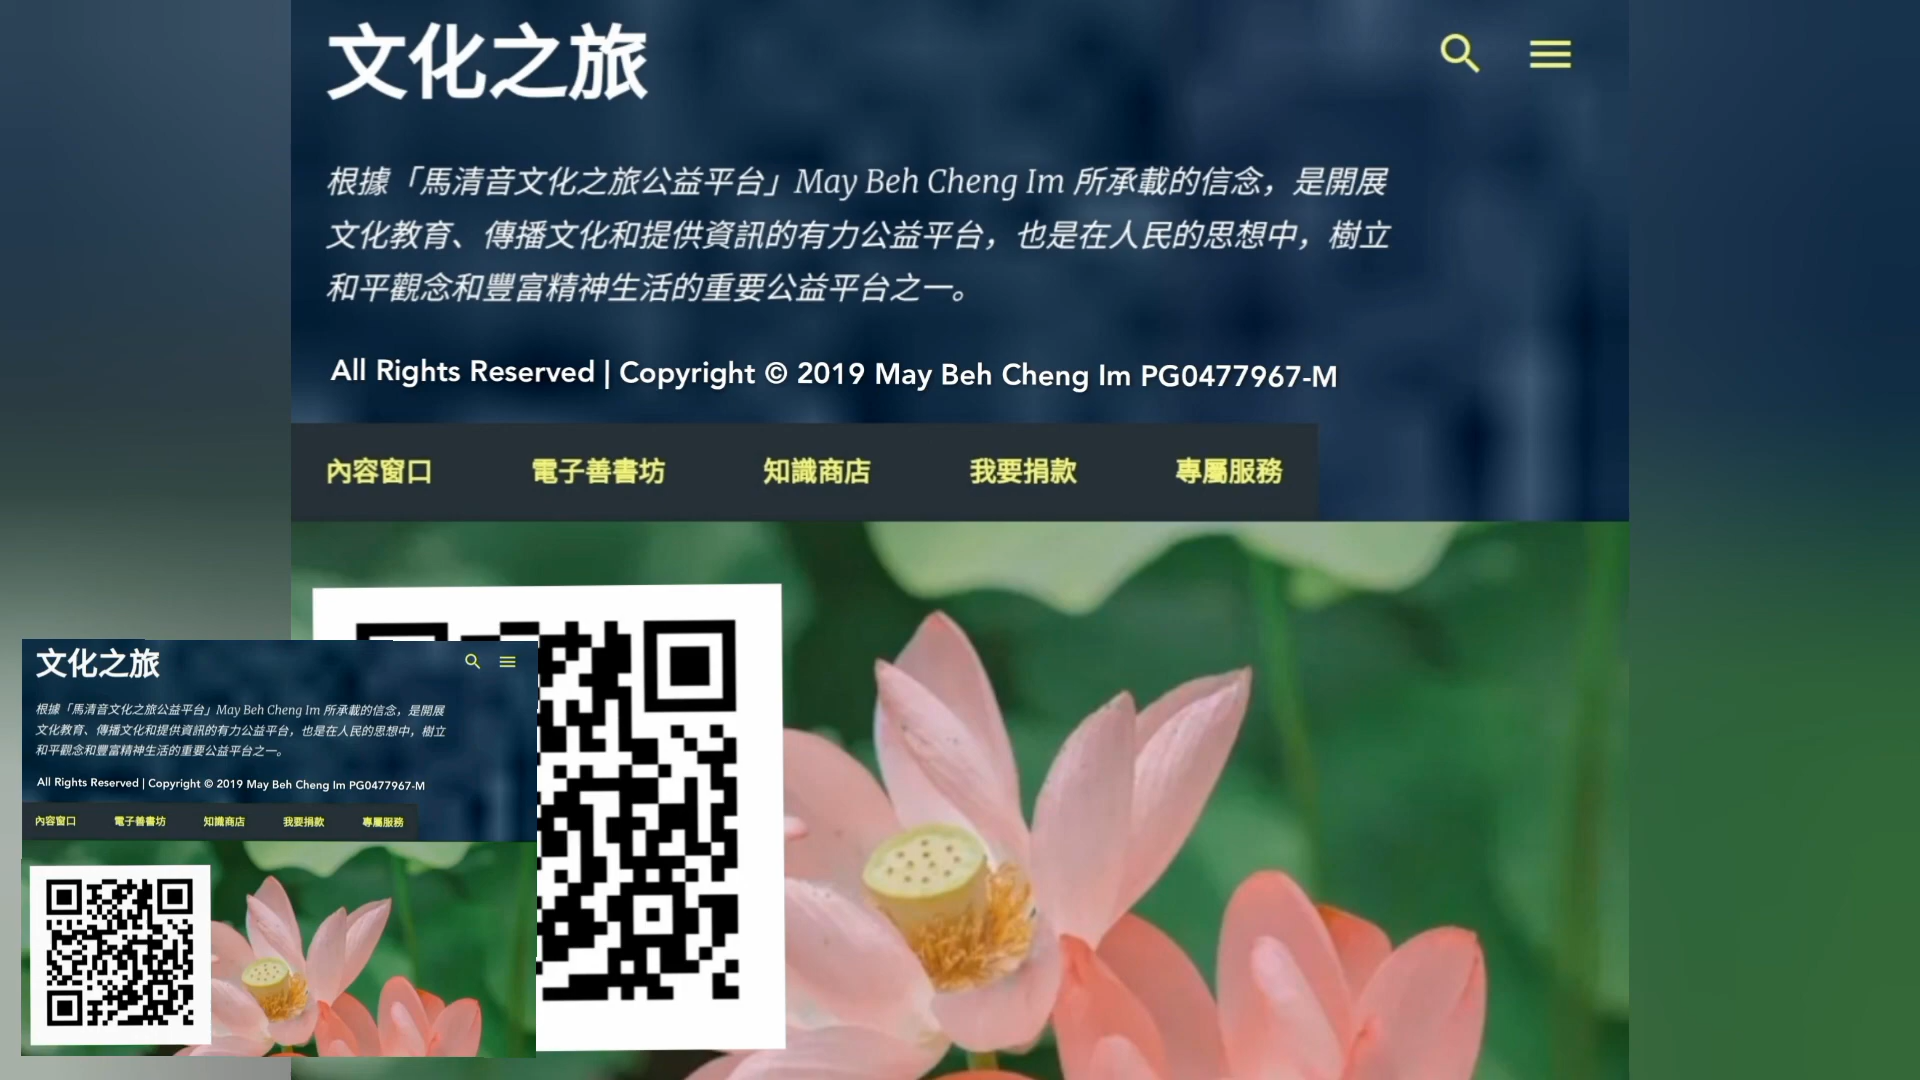 文化之旅
根據「馬清音文化之旅公益平台」May Beh Cheng Im 所承載的信念，是開展
文化教育、傳播文化和提供資訊的有力公益平台，也是在人民的思想中，樹立
和平觀念和豐富精神生活的重要公益平台之一。
All Rights Reserved | Copyright © 2019 May Beh Cheng Im PG0477967-M
內容窗口 電子善書坊 知識商店 我要捐款 專屬服務
文化之旅
根據「馬清音文化之旅公益平台」May Beh Cheng Im 所承載的信念，是開展
文化教育、傳播文化和提供資訊的有力公益平台，也是在人民的思想中，樹立
和平觀念和豐富精神生活的重要公益平台之一。
All Rights Reserved | Copyright © 2019 May Beh Cheng Im PG0477967-M
內容窗口 電子善書坊 知識商店 我要捐款 專屬服務